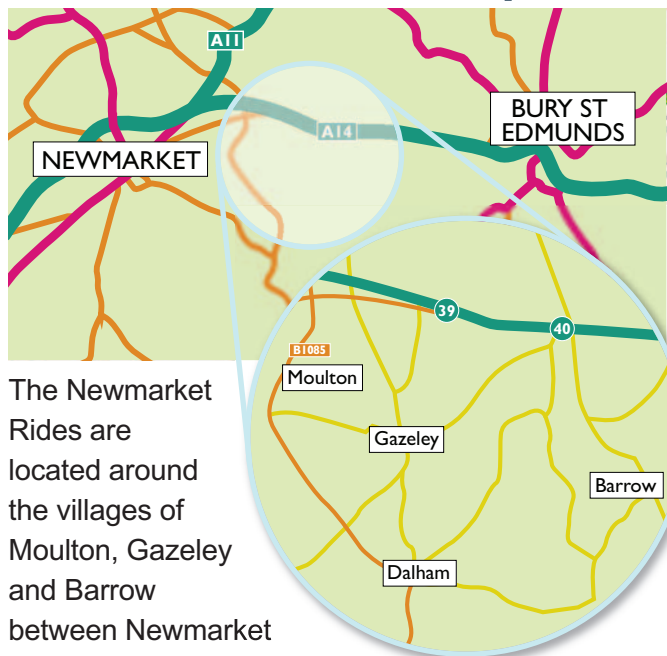 A11
A14
BURY ST
EDMUNDS
NEWMARKET
39
40
B1085
Moulton
Gazeley
Barrow
Dalham
The Newmarket
Rides are
located around
the villages of
Moulton, Gazeley
and Barrow
between Newmarket